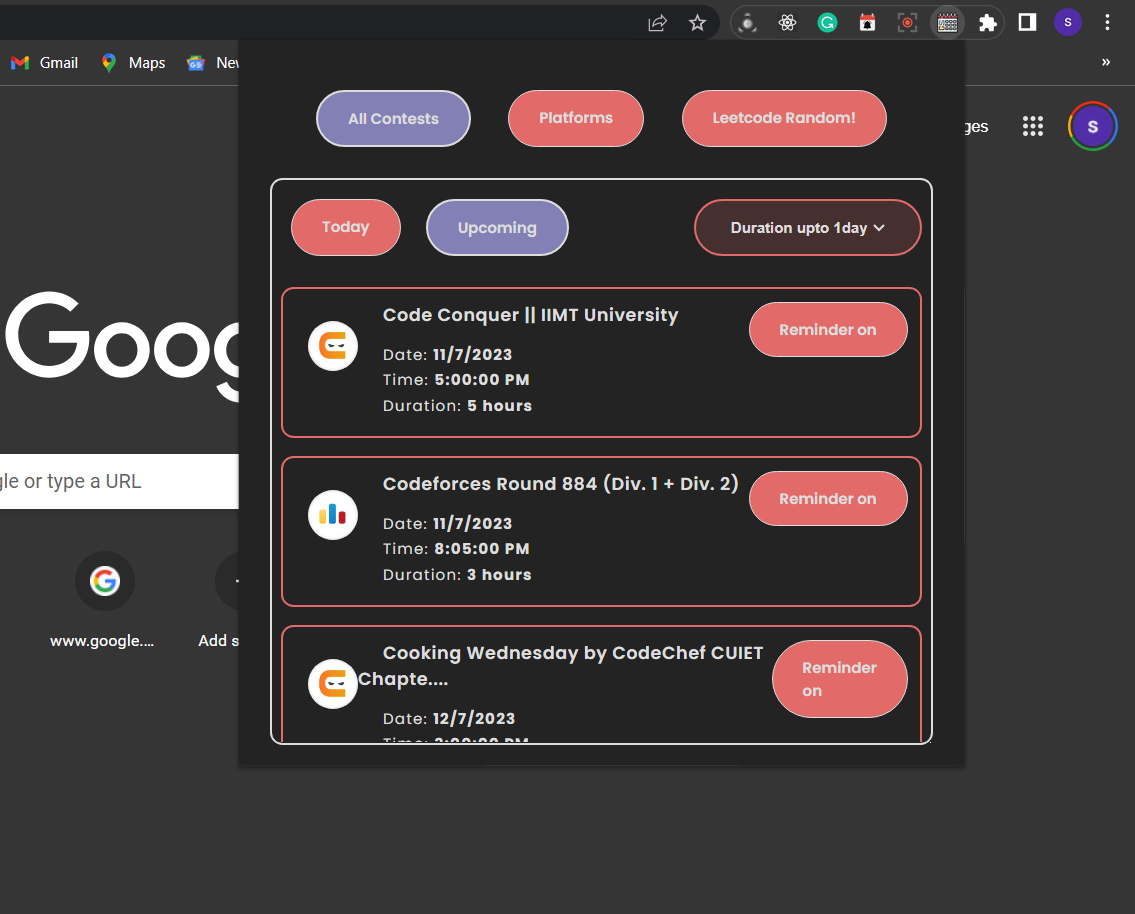 S
Gmail
Maps
New
»
All Contests
Platforms
Leetcode Random!
ges
S
Today
Upcoming
Duration upto 1day
Goog
Code Conquer || IIMT University
Reminder on
Date: 11/7/2023
Time: 5:00:00 PM
Duration: 5 hours
gle or type a URL
Codeforces Round 884 (Div. 1 + Div. 2)
Reminder on
Date: 11/7/2023
Time: 8:05:00 PM
Duration: 3 hours
www.google....
Add s
Cooking Wednesday by CodeChef CUIET
Chapte....
Reminder
on
Date: 12/7/2023